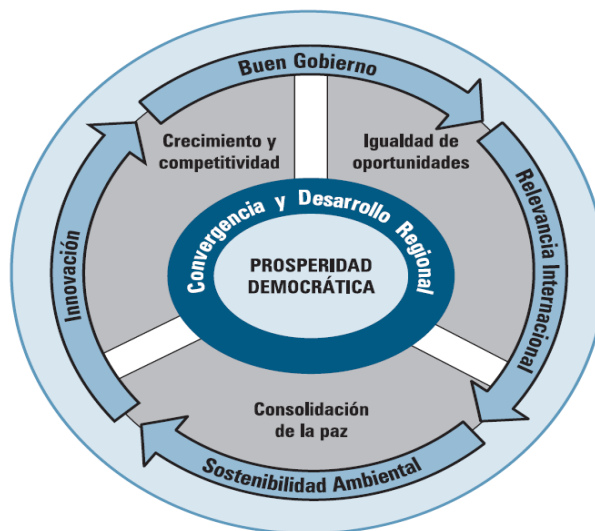 Buen Gobierno
Crecimiento y
competitividad
Igualdad de
oportunidades
Relevancia Internacional
Innovación
Convergencia y Desarrollo Regional
PROSPERIDAD
DEMOCRÁTICA
Consolidación
de la paz
Sostenibilidad Ambiental